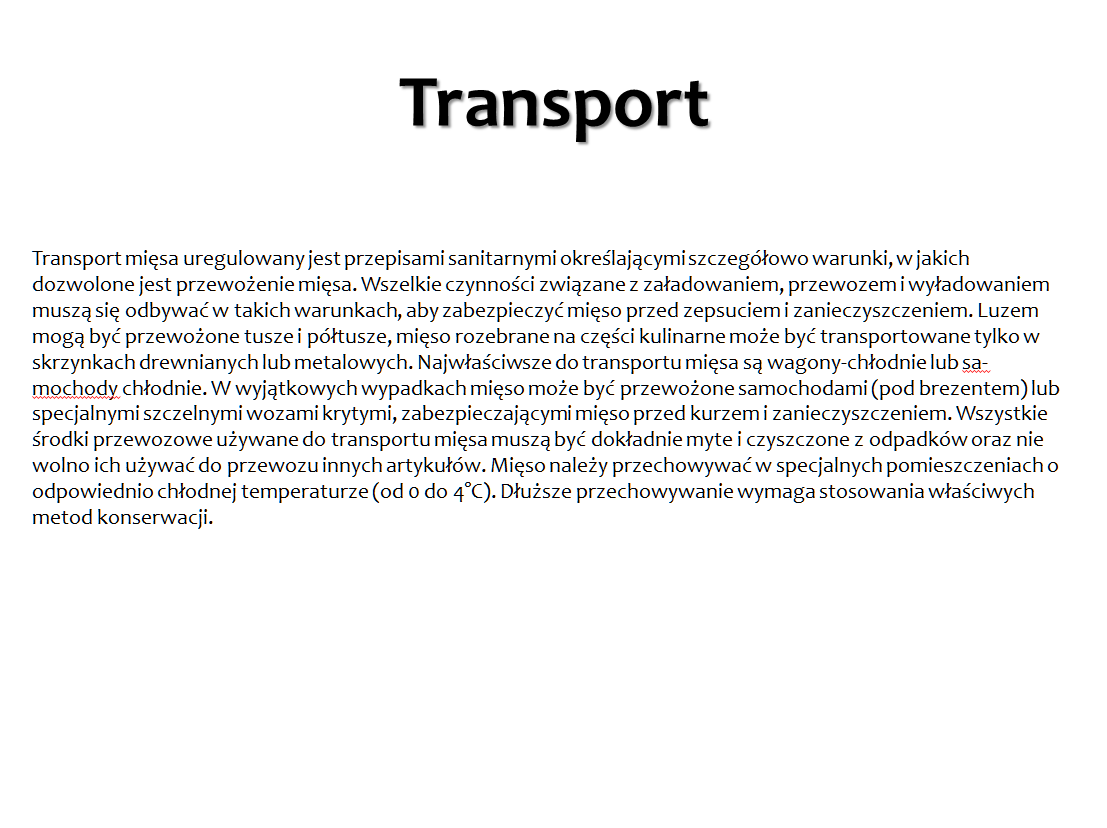 Transport
Transport mięsa uregulowany jest przepisami sanitarnymi określającymi szczegółowo warunki, w jakich
dozwolone jest przewożenie mięsa. Wszelkie czynności związane z załadowaniem, przewozem i wyładowaniem
muszą się odbywać w takich warunkach, aby zabezpieczyć mięso przed zepsuciem i zanieczyszczeniem. Luzem
mogą być przewożone tusze i półtusze, mięso rozebrane na części kulinarne może być transportowane tylko w
skrzynkach drewnianych lub metalowych. Najwłaściwsze do transportu mięsa są wagony-chłodnie lub sa-
mochody chłodnie. W wyjątkowych wypadkach mięso może być przewożone samochodami (pod brezentem) lub
specjalnymi szczelnymi wozami krytymi, zabezpieczającymi mięso przed kurzem i zanieczyszczeniem. Wszystkie
środki przewozowe używane do transportu mięsa muszą być dokładnie myte i czyszczone z odpadków oraz nie
wolno ich używać do przewozu innych artykułów. Mięso należy przechowywać w specjalnych pomieszczeniach o
odpowiednio chłodnej temperaturze (od 0 do 4°C). Dłuższe przechowywanie wymaga stosowania właściwych
metod konserwacji.